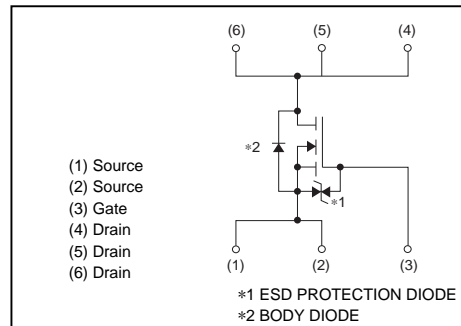 (6) (5) (4)
∗2
(1) Source
(2) Source
(3) Gate
(4) Drain
(5) Drain
(6) Drain
∗1
(1) (2) (3)
∗1 ESD PROTECTION DIODE
∗2 BODY DIODE